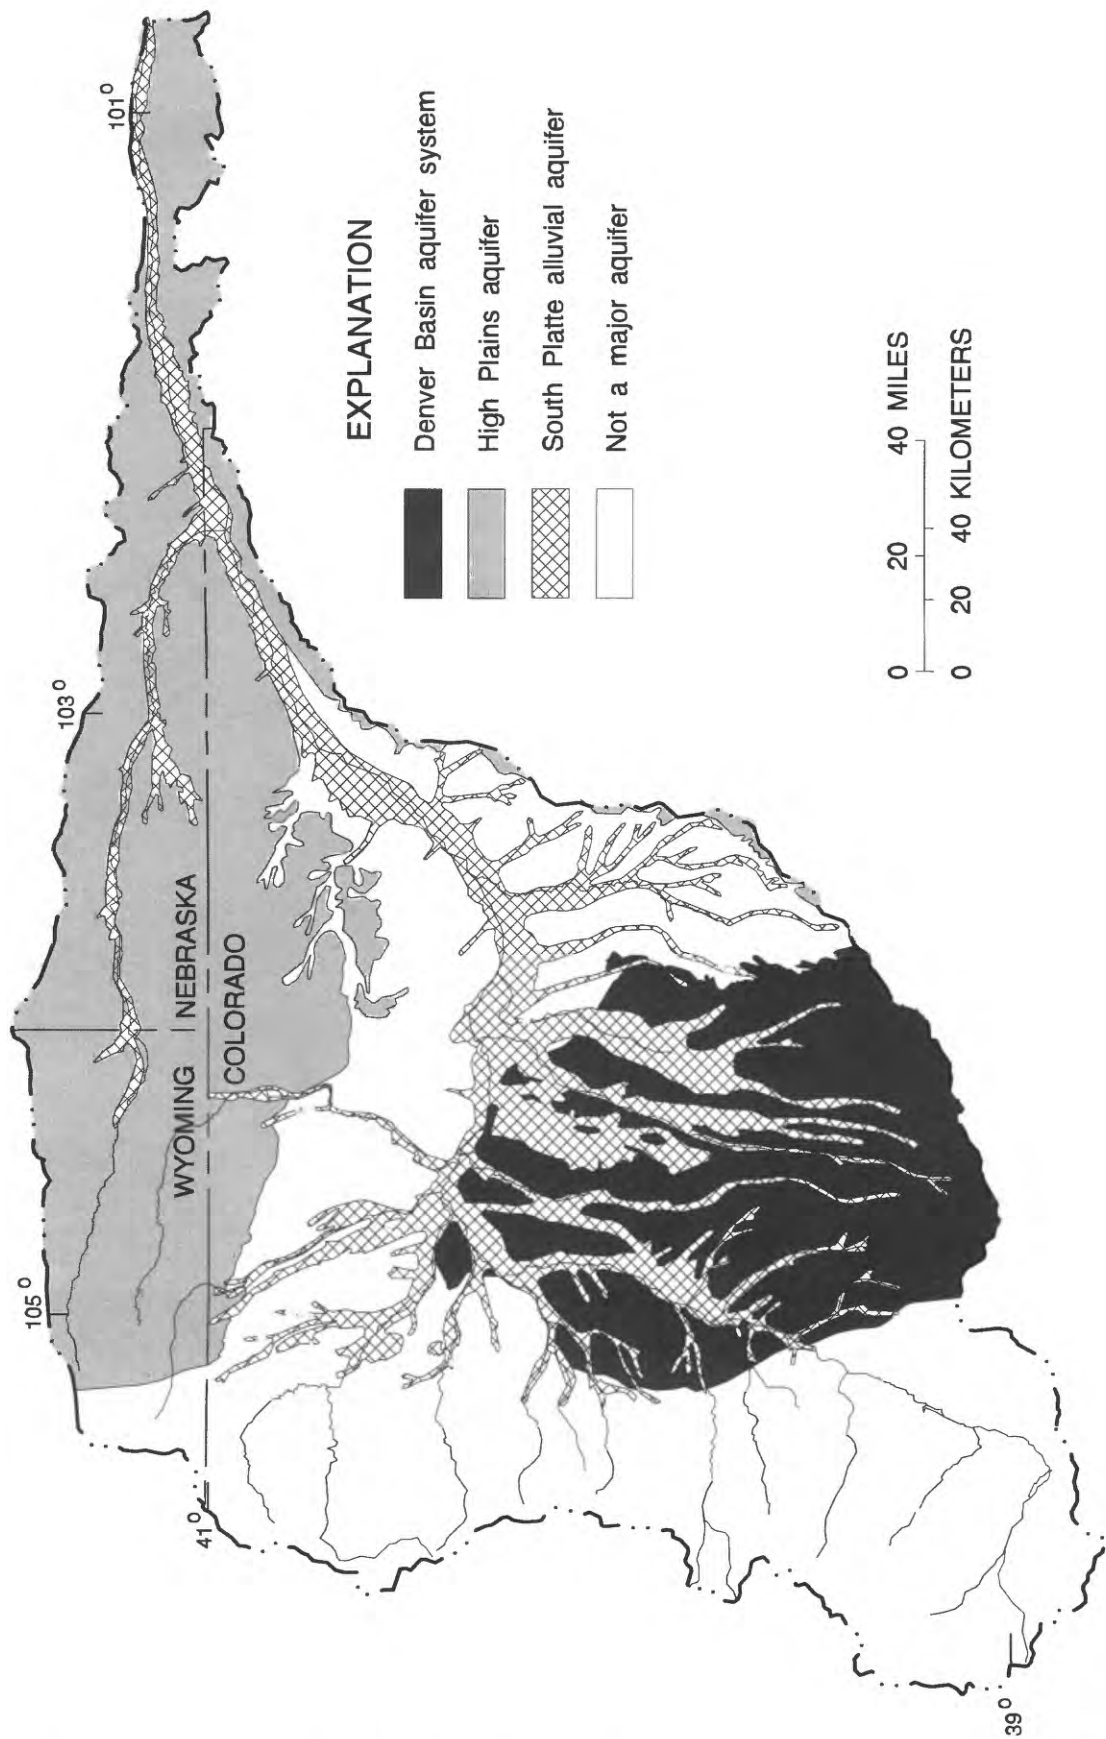 105°
103°
101°
41°
39°
WYOMING
NEBRASKA
COLORADO
EXPLANATION
Denver Basin aquifer system
High Plains aquifer
South Platte alluvial aquifer
Not a major aquifer
0 20 40 MILES
0 20 40 KILOMETERS